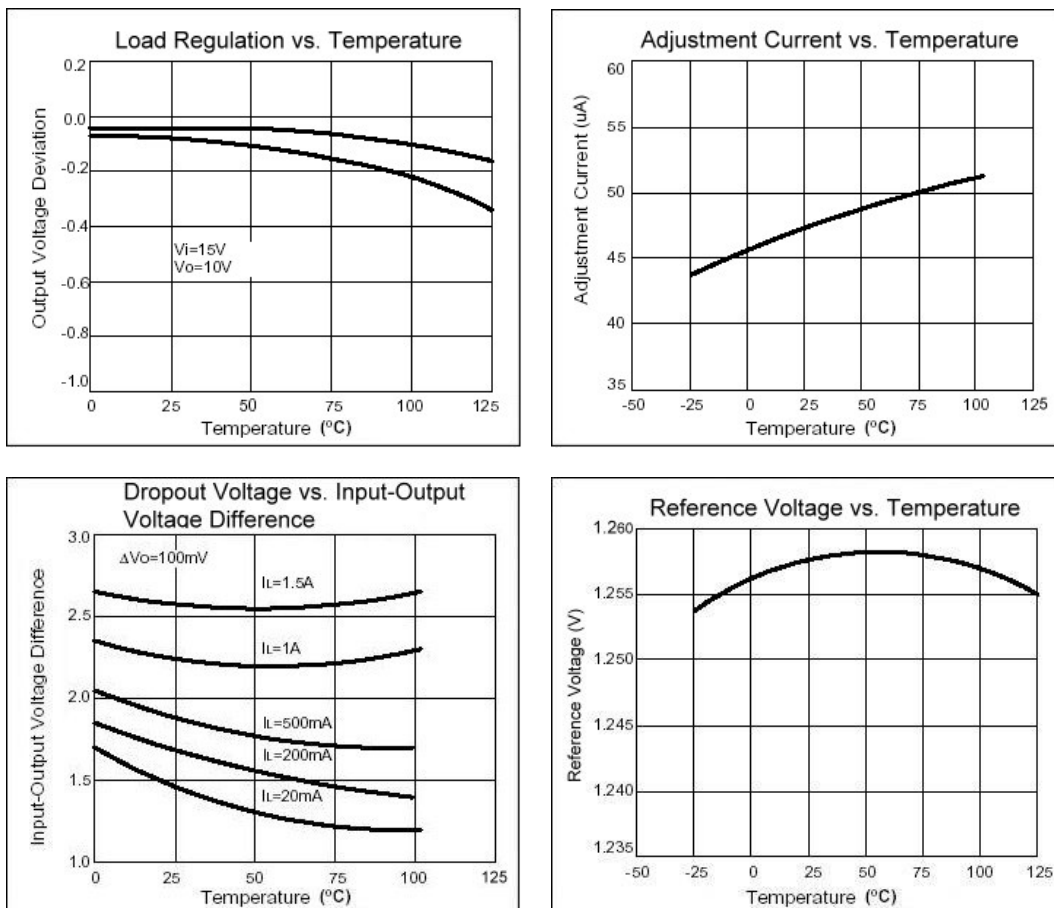 Load Regulation vs. Temperature
Output Voltage Deviation
0.2
0.0
-0.2
-0.4
-0.6
-0.8
-1.0
Vi=15V
Vo=10V
0 25 50 75 100 125
Temperature (ºC)
Adjustment Current vs. Temperature
Adjustment Current (uA)
60
55
50
45
40
35
-50 -25 0 25 50 75 100 125
Temperature (ºC)
Dropout Voltage vs. Input-Output
Voltage Difference
Input-Output Voltage Difference
3.0
2.5
2.0
1.5
1.0
ΔVo=100mV
IL=1.5A
IL=1A
IL=500mA
IL=200mA
IL=20mA
0 25 50 75 100 125
Temperature (ºC)
Reference Voltage vs. Temperature
Reference Voltage (V)
1.260
1.255
1.250
1.245
1.240
1.235
-50 -25 0 25 50 75 100 125
Temperature (ºC)